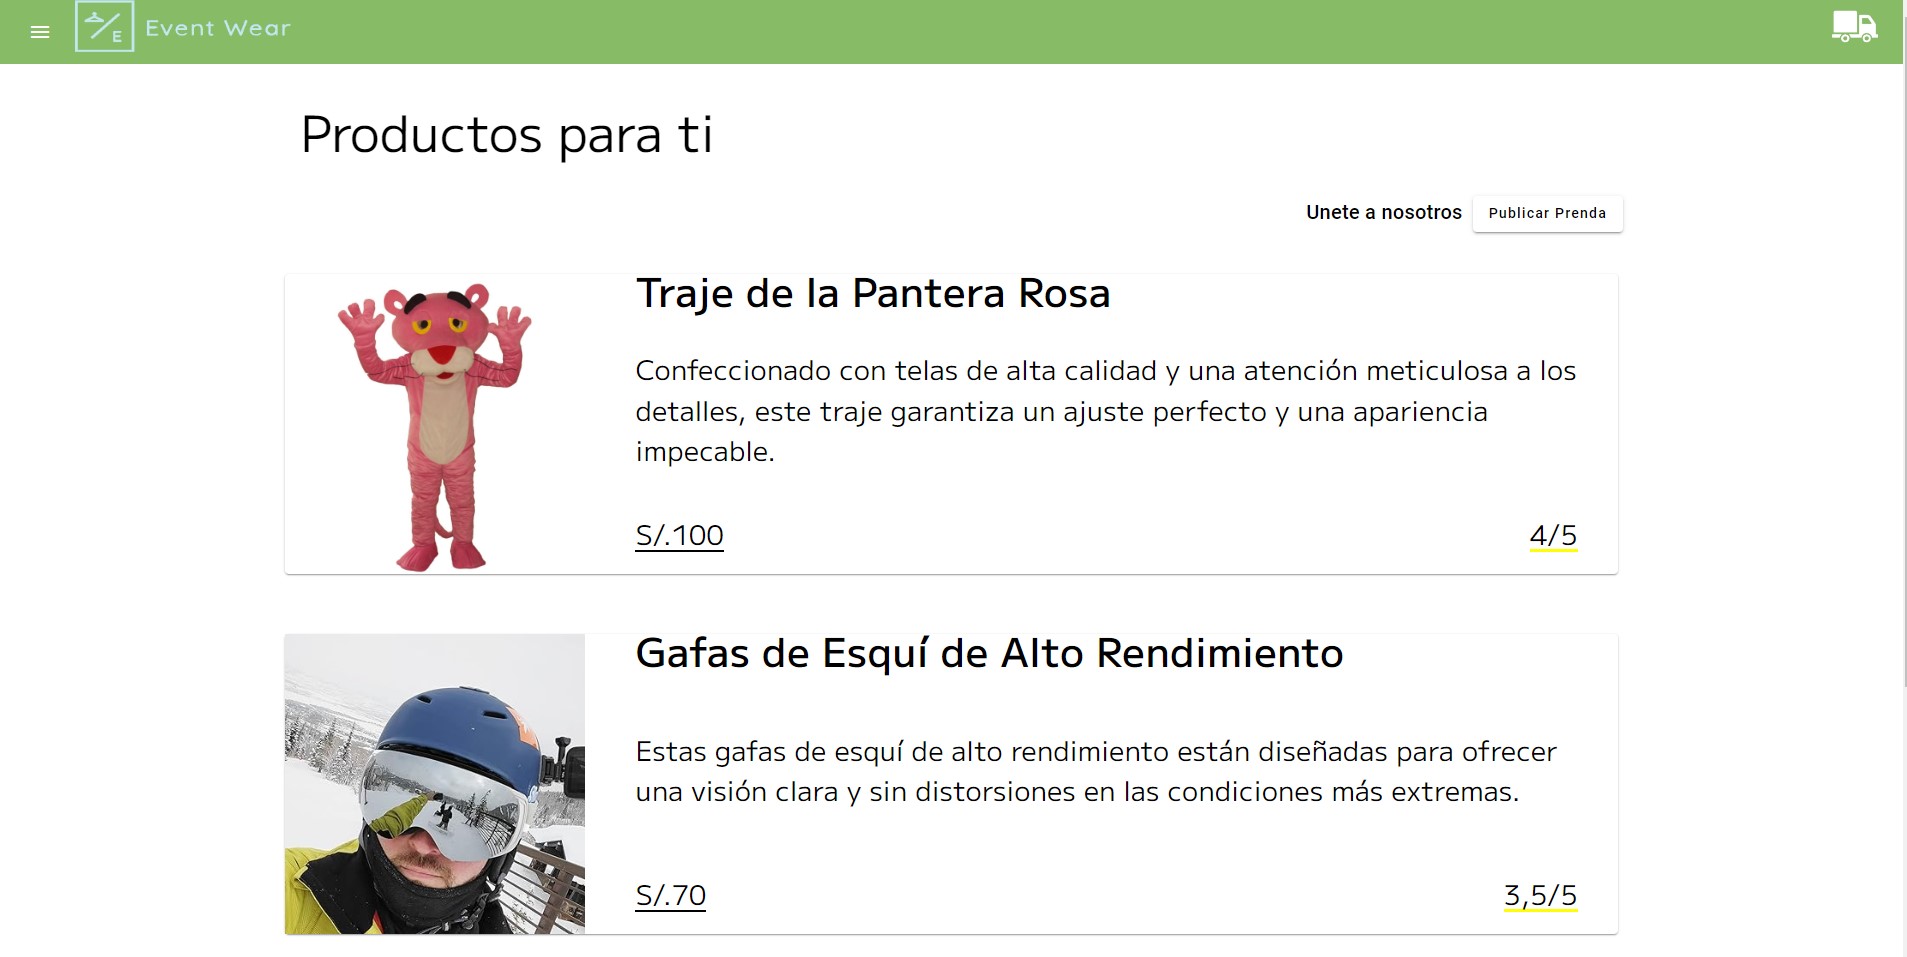 E
Event Wear
Productos para ti
Unete a nosotros
Publicar Prenda
Traje de la Pantera Rosa
Confeccionado con telas de alta calidad y una atención meticulosa a los
detalles, este traje garantiza un ajuste perfecto y una apariencia
impecable.
S/.100
4/5
Gafas de Esquí de Alto Rendimiento
Estas gafas de esquí de alto rendimiento están diseñadas para ofrecer
una visión clara y sin distorsiones en las condiciones más extremas.
S/.70
3,5/5